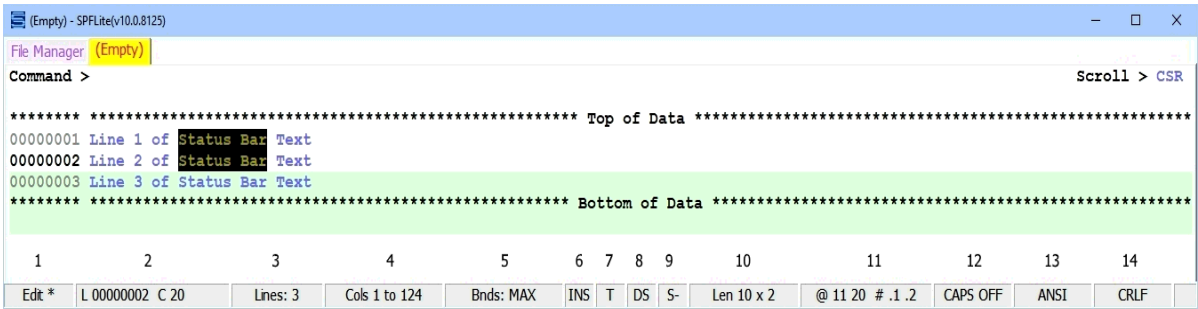 (Empty) - SPFLite(v10.0.8125)
File Manager (Empty)
Command > Scroll > CSR
******** ******************************************************* Top of Data ********************************************************
00000001 Line 1 of Status Bar Text
00000002 Line 2 of Status Bar Text
00000003 Line 3 of Status Bar Text
******** ****************************************************** Bottom of Data ******************************************************
1 2 3 4 5 6 7 8 9 10 11 12 13 14
Edit * L 00000002 C 20 Lines: 3 Cols 1 to 124 Bnds: MAX INS T DS S- Len 10 x 2 @ 11 20 # .1 .2 CAPS OFF ANSI CRLF